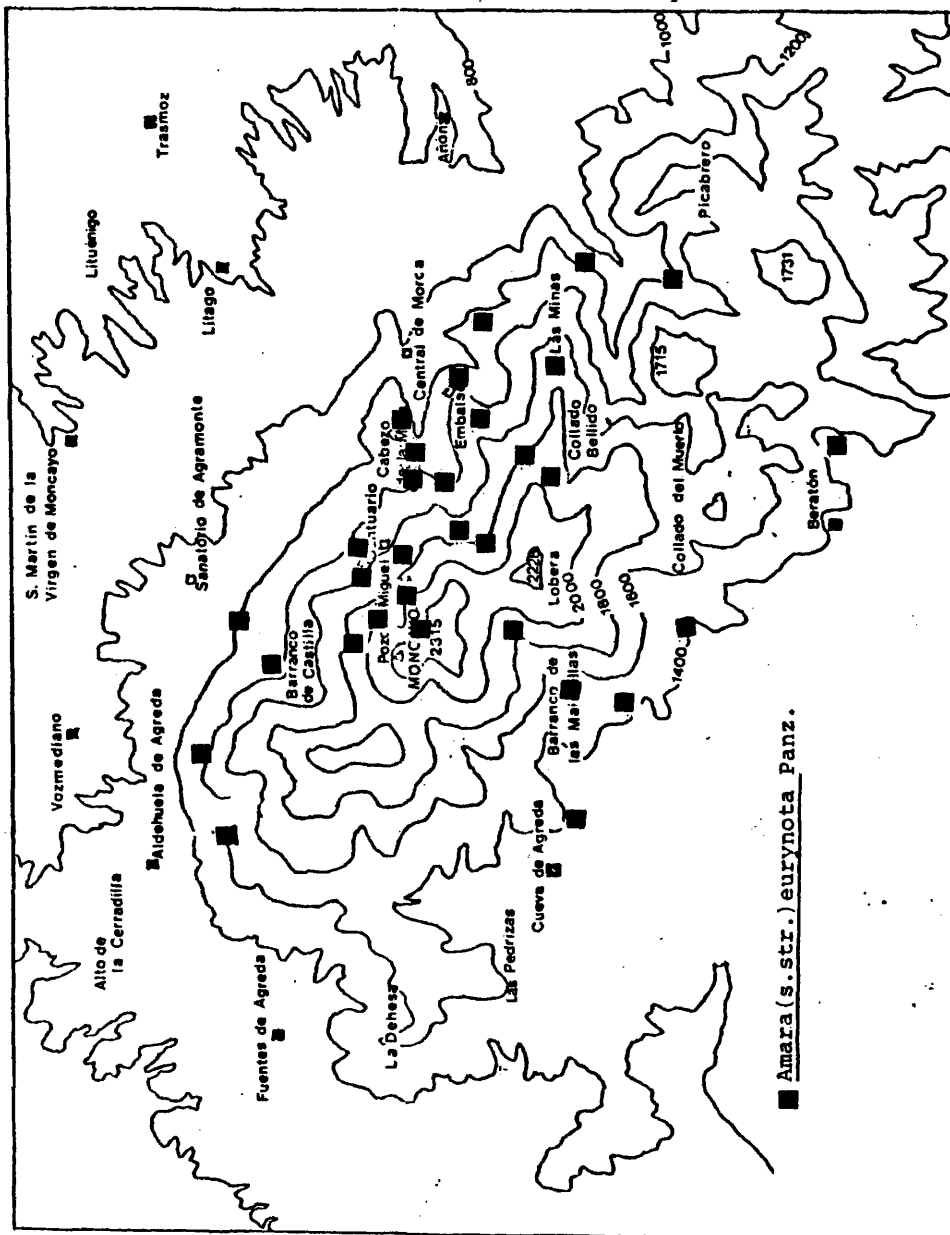 Alto de
la Cerradilla
Vozmediano
Aldehuela de Agreda
S. Martin de la
Virgen de Moncayo
Sanatorio de Agramonte
Lituénigo
Litago
Trasmoz
Fuentes de Agreda
La Dehesa
Barranco
de Castilla
Pozo
Miguel
MONCAYO
2315
Cabezo
Central de Morca
800
Las Pedrizas
Cueva de Agreda
Barranco de
Lobera
2226
2000
1800
1600
1400
Collado
Bellido
Las Minas
Collado del Muerto
1715
1731
Picabrero
1000
1200
Beratón
Amara(s.str.)eurynota Panz.